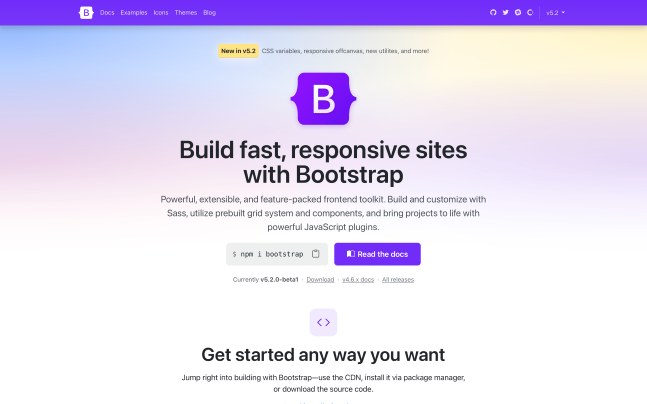 B Docs Examples Icons Themes Blog v5.2
New in v5.2 CSS variables, responsive offcanvas, new utilites, and more!
B
Build fast, responsive sites
with Bootstrap
Powerful, extensible, and feature-packed frontend toolkit. Build and customize with
Sass, utilize prebuilt grid system and components, and bring projects to life with
powerful JavaScript plugins.
$ npm i bootstrap Read the docs
Currently v5.2.0-beta1 · Download · v4.6.x docs · All releases
Get started any way you want
Jump right into building with Bootstrap—use the CDN, install it via package manager,
or download the source code.